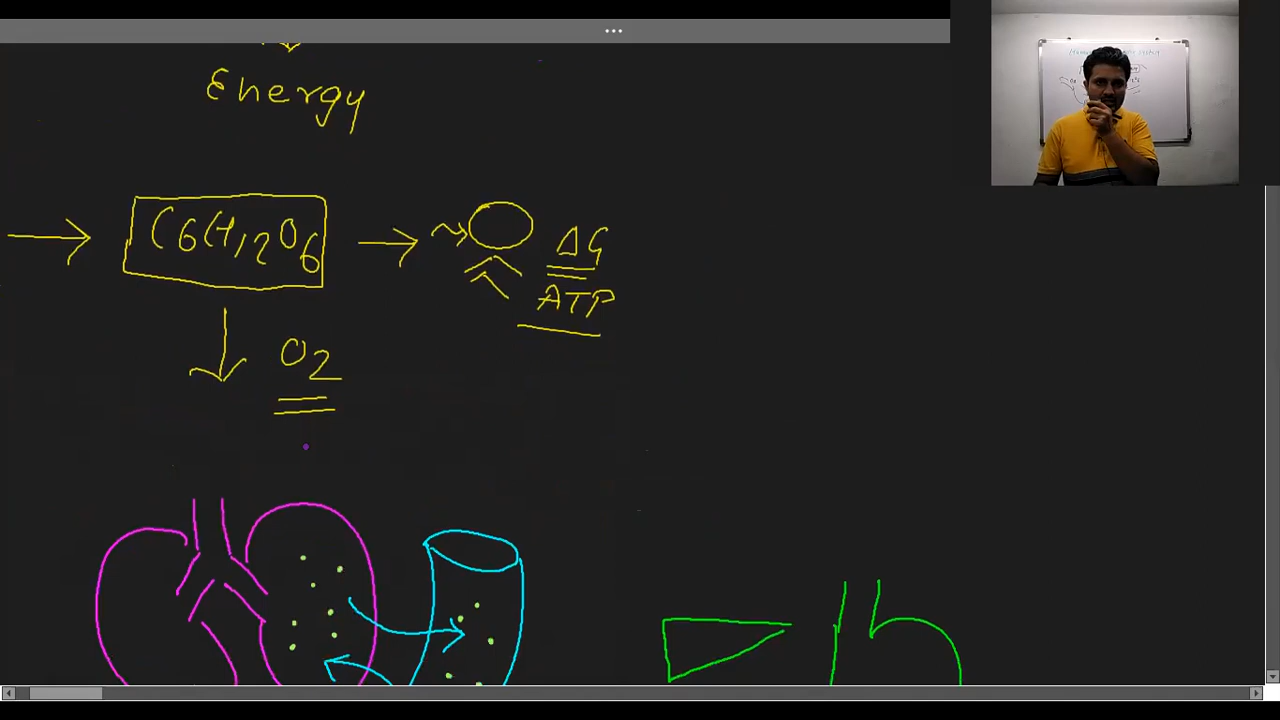 Energy
→ C6H12O6 → ΔG
ATP
↓ O2